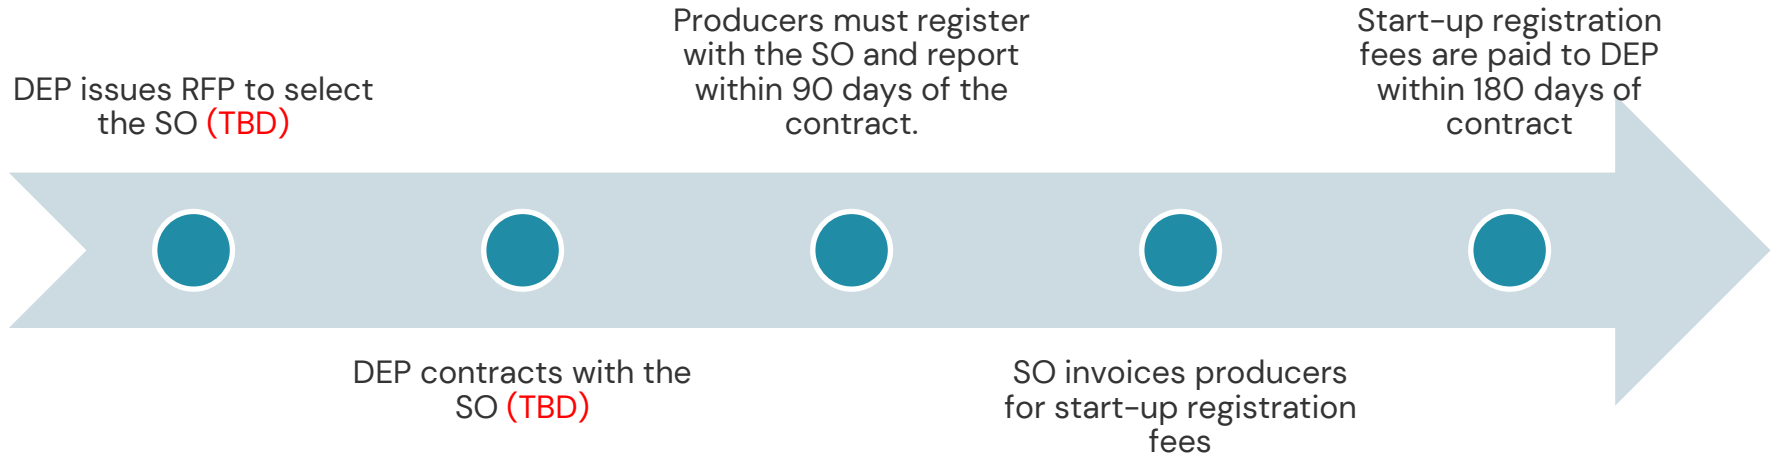 DEP issues RFP to select
the SO (TBD)
DEP contracts with the
SO (TBD)
Producers must register
with the SO and report
within 90 days of the
contract.
SO invoices producers
for start-up registration
fees
Start-up registration
fees are paid to DEP
within 180 days of
contract